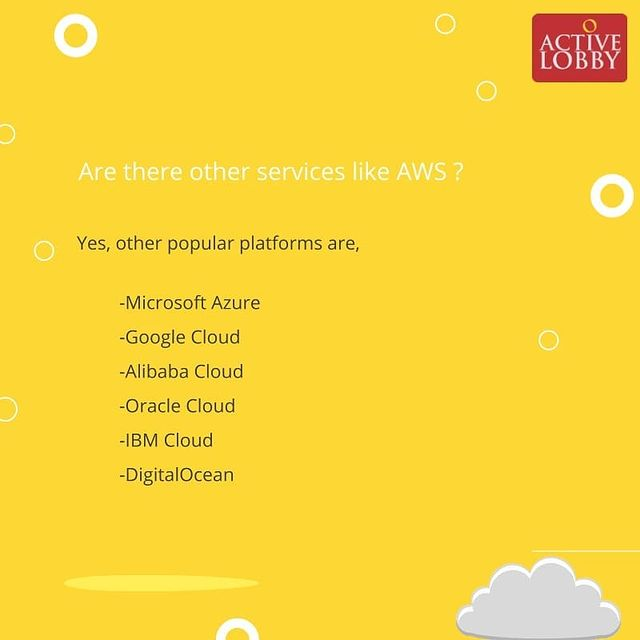 ACTIVE
LOBBY
Are there other services like AWS ?
Yes, other popular platforms are,
-Microsoft Azure
-Google Cloud
-Alibaba Cloud
-Oracle Cloud
-IBM Cloud
-DigitalOcean